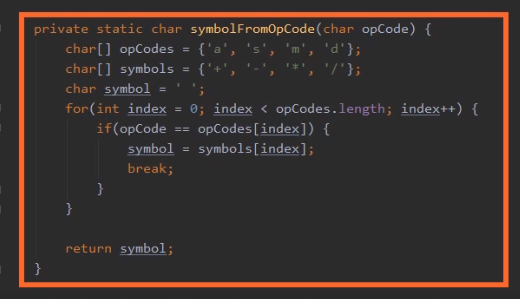 private static char symbolFromOpCode(char opCode) {
    char[] opCodes = {'a', 's', 'm', 'd'};
    char[] symbols = {'+', '-', '*', '/'};
    char symbol = ' ';
    for(int index = 0; index < opCodes.length; index++) {
        if(opCode == opCodes[index]) {
            symbol = symbols[index];
            break;
        }
    }

    return symbol;
}